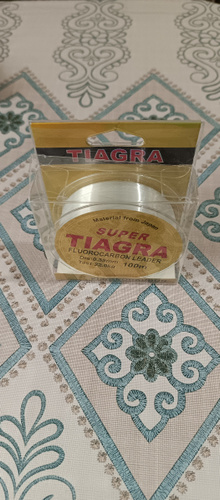 TIAGRA
Material from Japan
SUPER
TIAGRA
FLUOROCARBON LEADER
100m